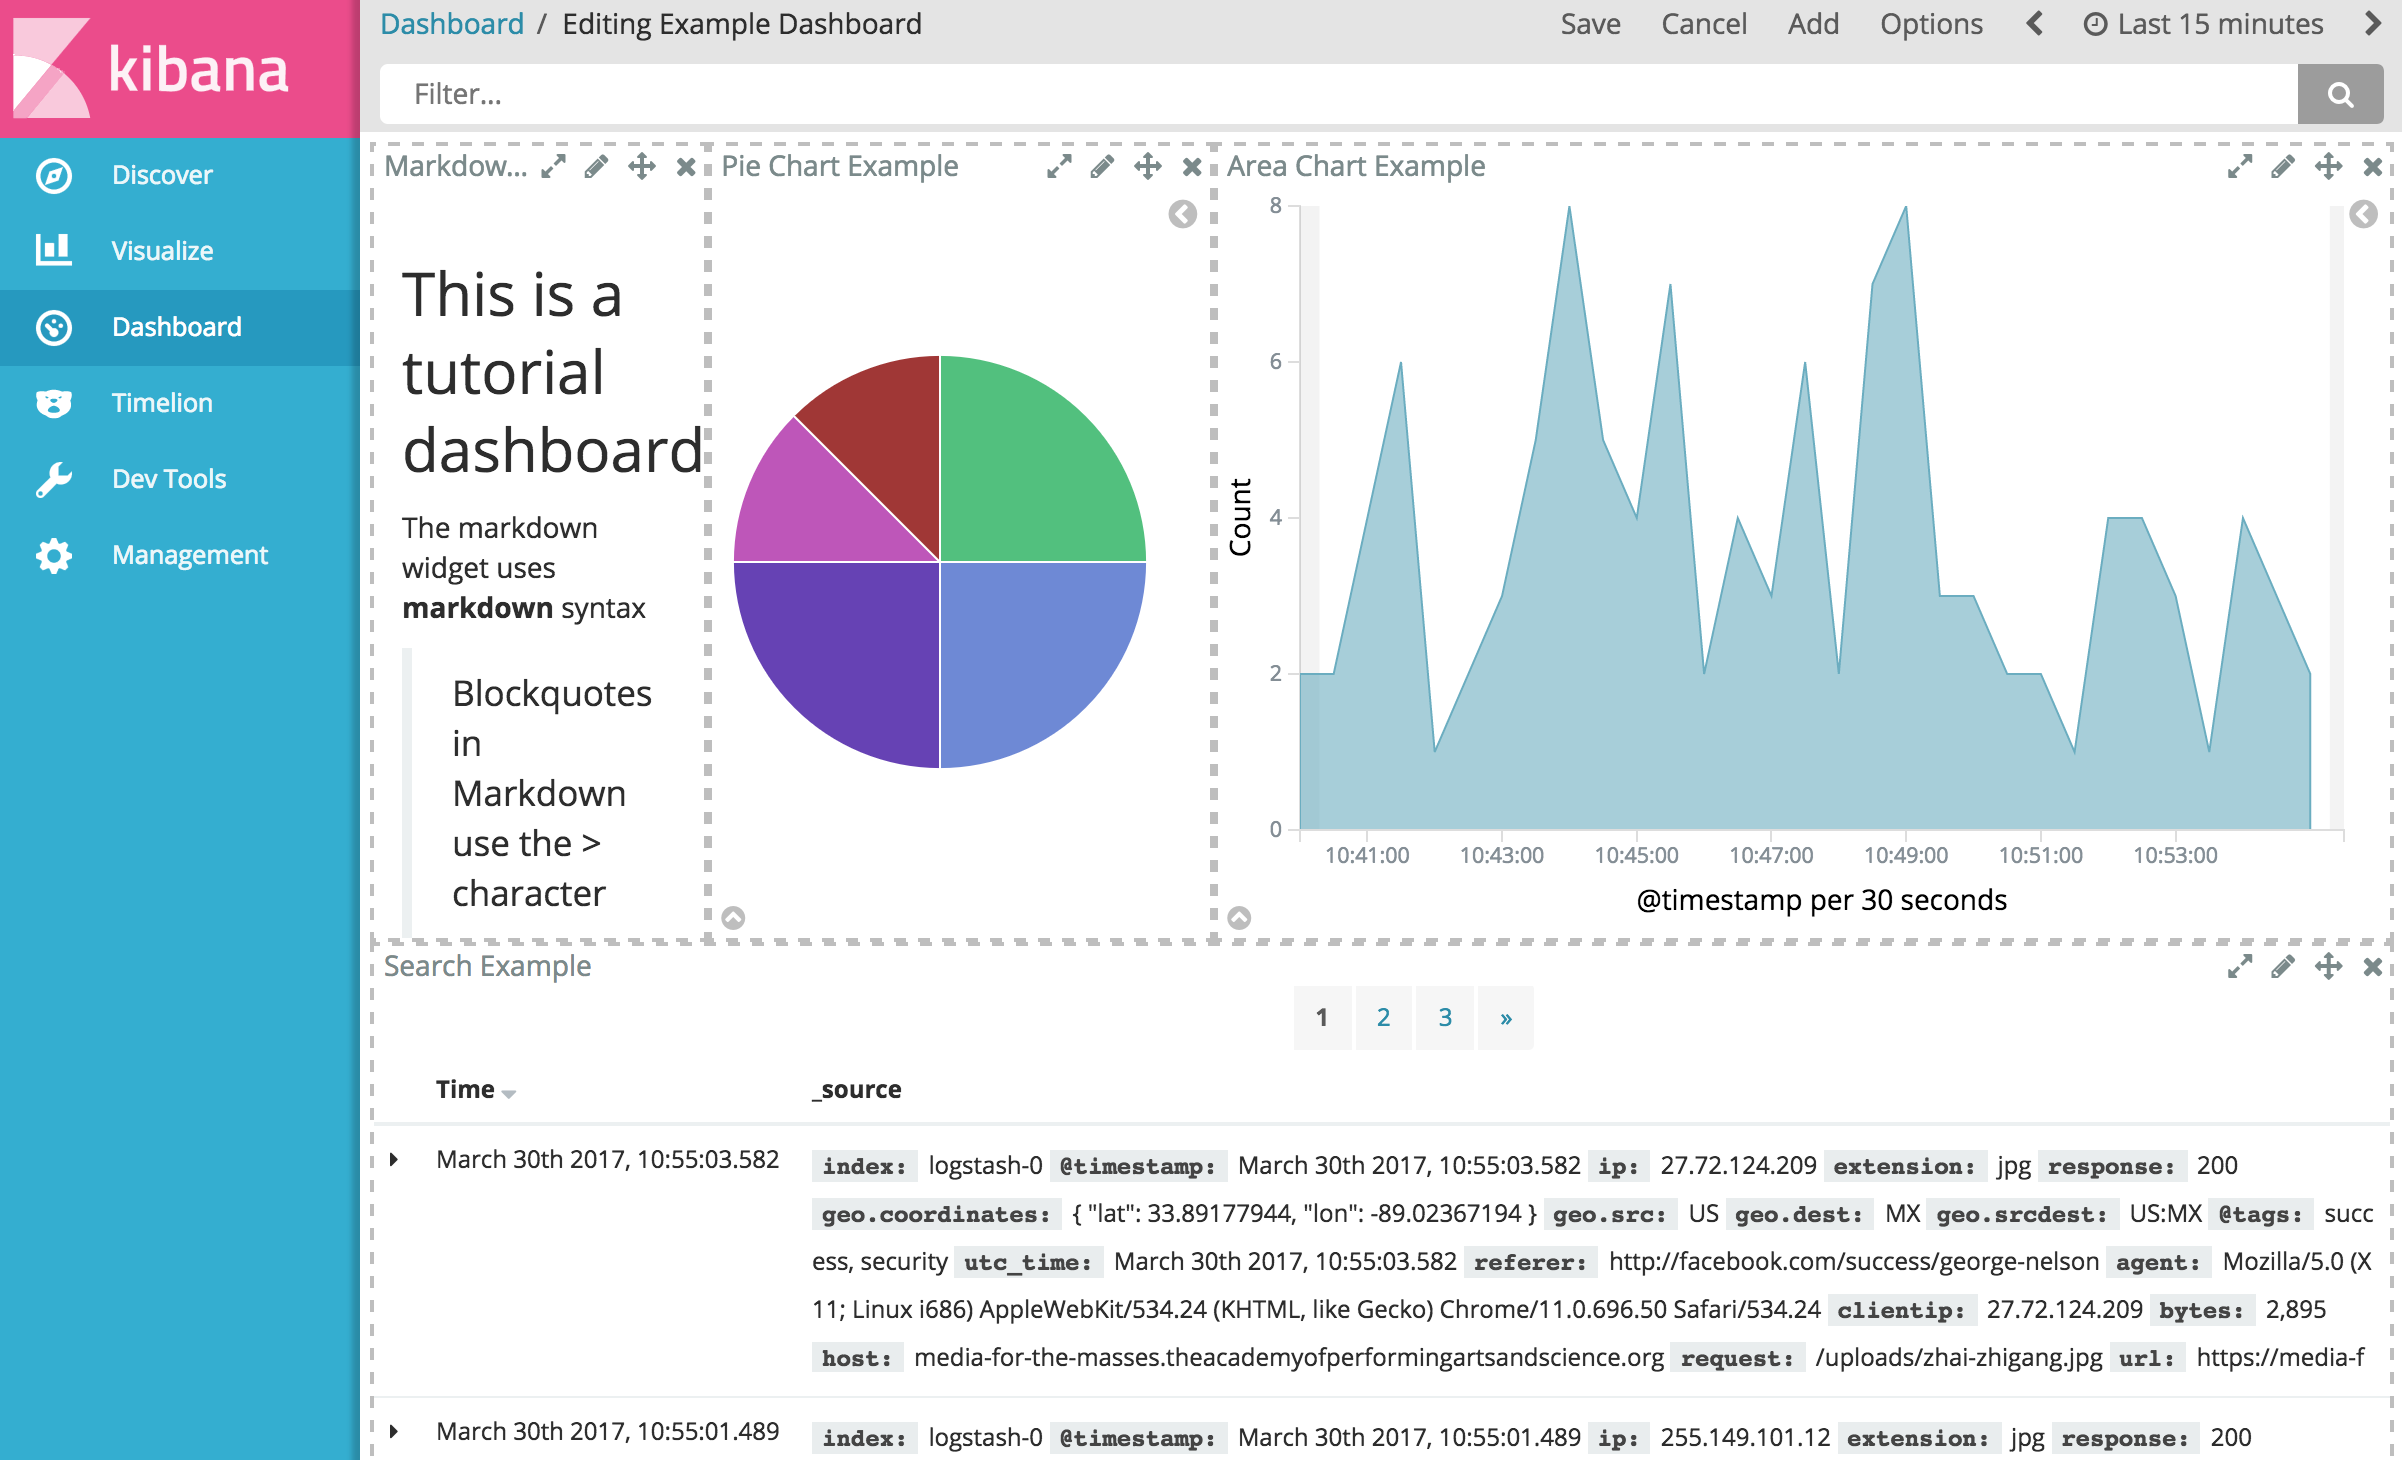 kibana
Dashboard / Editing Example Dashboard
Save Cancel Add Options Last 15 minutes
Filter...
Discover
Visualize
Dashboard
Timelion
Dev Tools
Management
Markdow...
This is a
tutorial
dashboard
The markdown
widget uses
markdown syntax
Blockquotes
in
Markdown
use the >
character
Pie Chart Example
Area Chart Example
8
6
4
2
0
Count
10:41:00 10:43:00 10:45:00 10:47:00 10:49:00 10:51:00 10:53:00
@timestamp per 30 seconds
Search Example
1 2 3 »
Time _source
March 30th 2017, 10:55:03.582
index: logstash-0 @timestamp: March 30th 2017, 10:55:03.582 ip: 27.72.124.209 extension: jpg response: 200
geo.coordinates: { "lat": 33.89177944, "lon": -89.02367194 } geo.src: US geo.dest: MX geo.srcdest: US:MX @tags: succ
ess, security utc_time: March 30th 2017, 10:55:03.582 referer: http://facebook.com/success/george-nelson agent: Mozilla/5.0 (X
11; Linux i686) AppleWebKit/534.24 (KHTML, like Gecko) Chrome/11.0.696.50 Safari/534.24 clientip: 27.72.124.209 bytes: 2,895
host: media-for-the-masses.theacademyofperformingartsandscience.org request: /uploads/zhai-zhigang.jpg url: https://media-f
March 30th 2017, 10:55:01.489
index: logstash-0 @timestamp: March 30th 2017, 10:55:01.489 ip: 255.149.101.12 extension: jpg response: 200